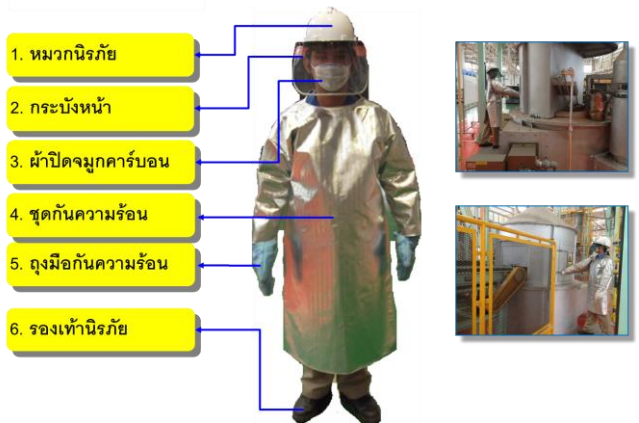 1. หมวกนิรภัย
2. กระบังหน้า
3. ผ้าปิดจมูกคาร์บอน
4. ชุดกันความร้อน
5. ถุงมือกันความร้อน
6. รองเท้านิรภัย